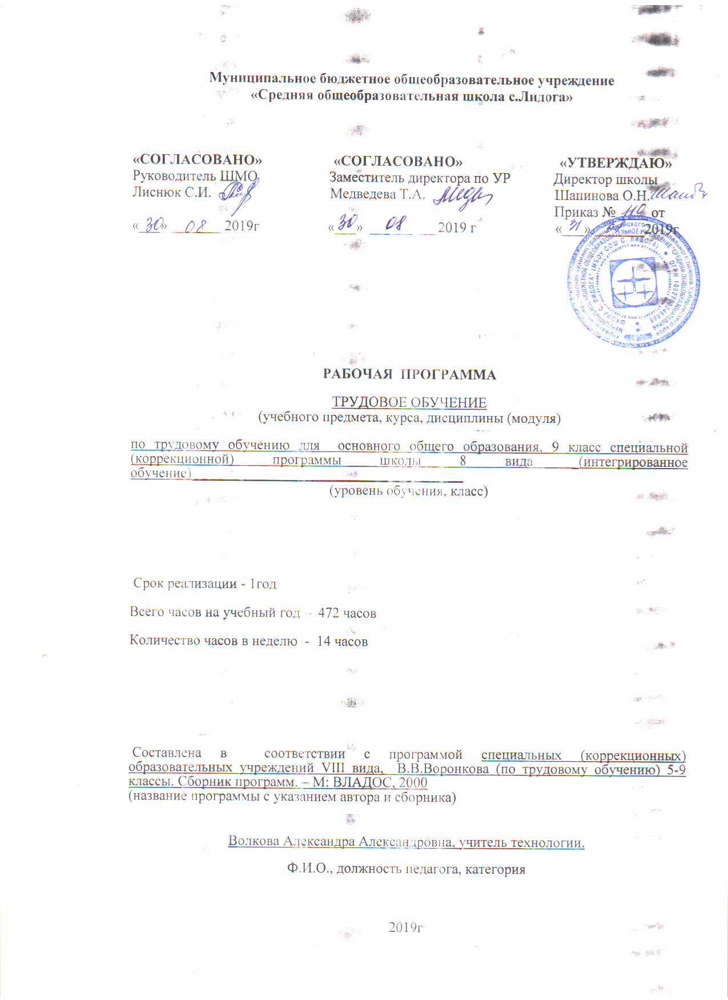 Муниципальное бюджетное общеобразовательное учреждение
«Средняя общеобразовательная школа с.Лидога»
«СОГЛАСОВАНО» «СОГЛАСОВАНО» «УТВЕРЖДАЮ»
Руководитель ШМО Заместитель директора по УР Директор школы
Лиснюк С.И. Медведева Т.А. Шапинова О.Н.
Приказ № 110 от
«30» 08 2019г «30» 08 2019 г «31» 2019г
РАБОЧАЯ ПРОГРАММА
ТРУДОВОЕ ОБУЧЕНИЕ
(учебного предмета, курса, дисциплины (модуля)
по трудовому обучению для основного общего образования, 9 класс специальной
(коррекционной) программы школы 8 вида (интегрированное
обучение)
(уровень обучения, класс)
Срок реализации - 1год
Всего часов на учебный год - 472 часов
Количество часов в неделю - 14 часов
Составлена в соответствии с программой специальных (коррекционных)
образовательных учреждений VIII вида, В.В.Воронкова (по трудовому обучению) 5-9
классы. Сборник программ. – М: ВЛАДОС, 2000
(название программы с указанием автора и сборника)
Волкова Александра Александровна, учитель технологии.
Ф.И.О., должность педагога, категория
2019г